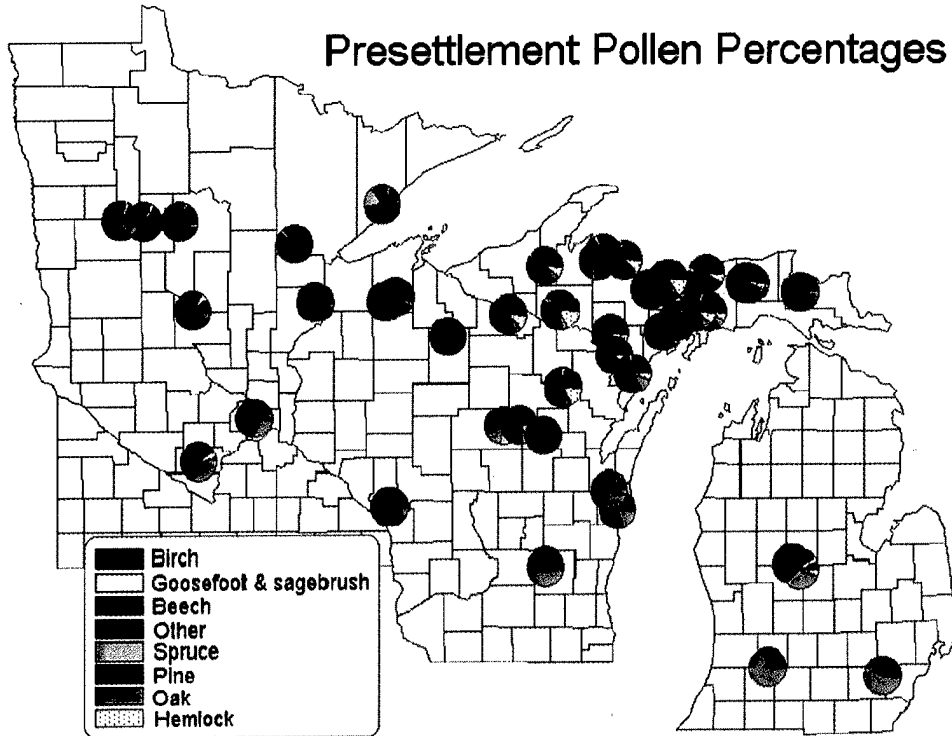 Presettlement Pollen Percentages
Birch
Goosefoot & sagebrush
Beech
Other
Spruce
Pine
Oak
Hemlock